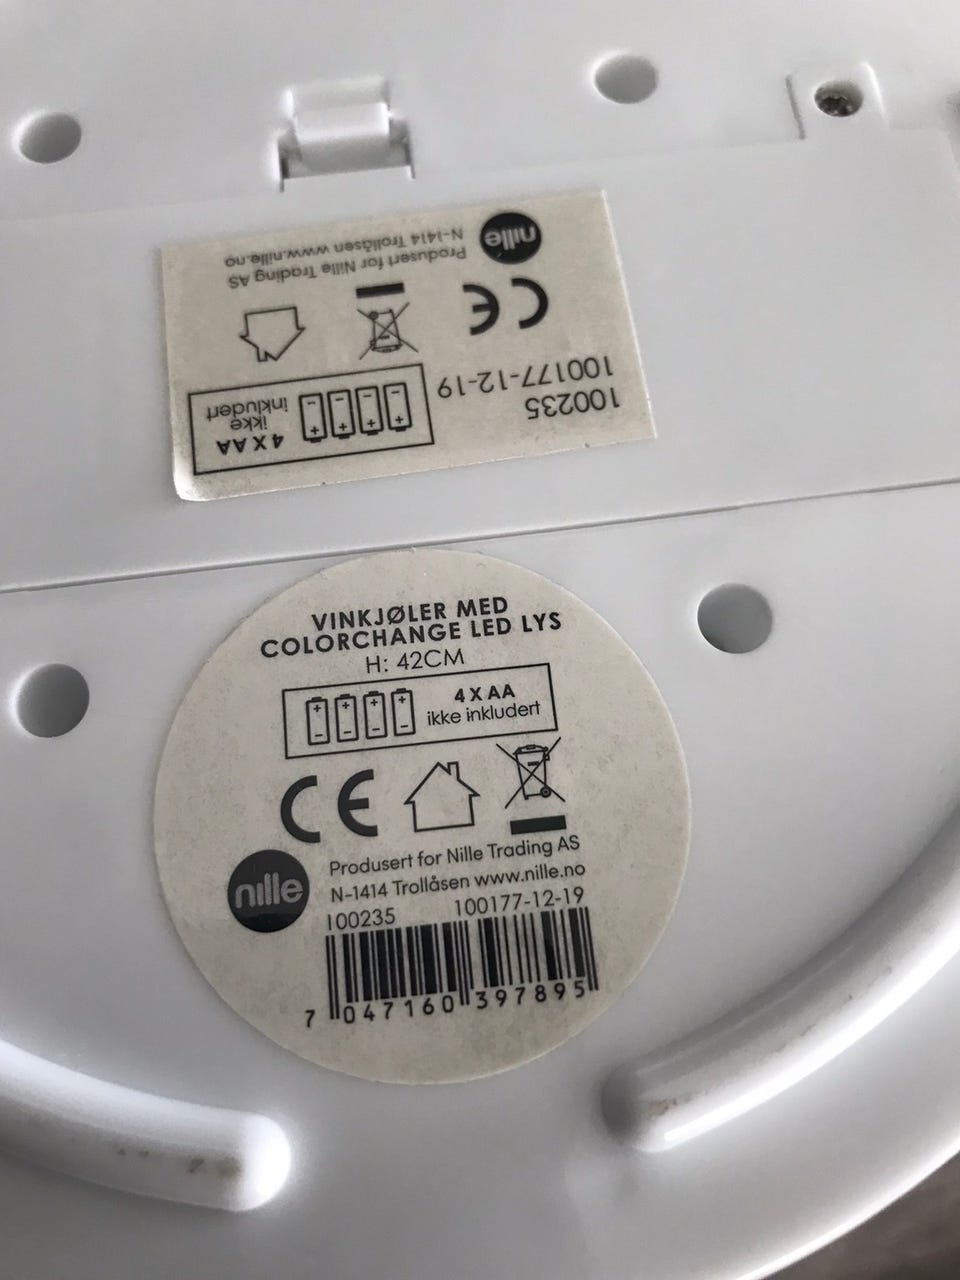 nille
Produsert for Nille Trading AS
N-1414 Trollåsen www.nille.no
CE
100235
100177-12-19
4 X AA
ikke
inkludert
VINKJØLER MED
COLORCHANGE LED LYS
H: 42CM
4 X AA
ikke inkludert
CE
nille
Produsert for Nille Trading AS
N-1414 Trollåsen www.nille.no
100235 100177-12-19
7 047160 397895